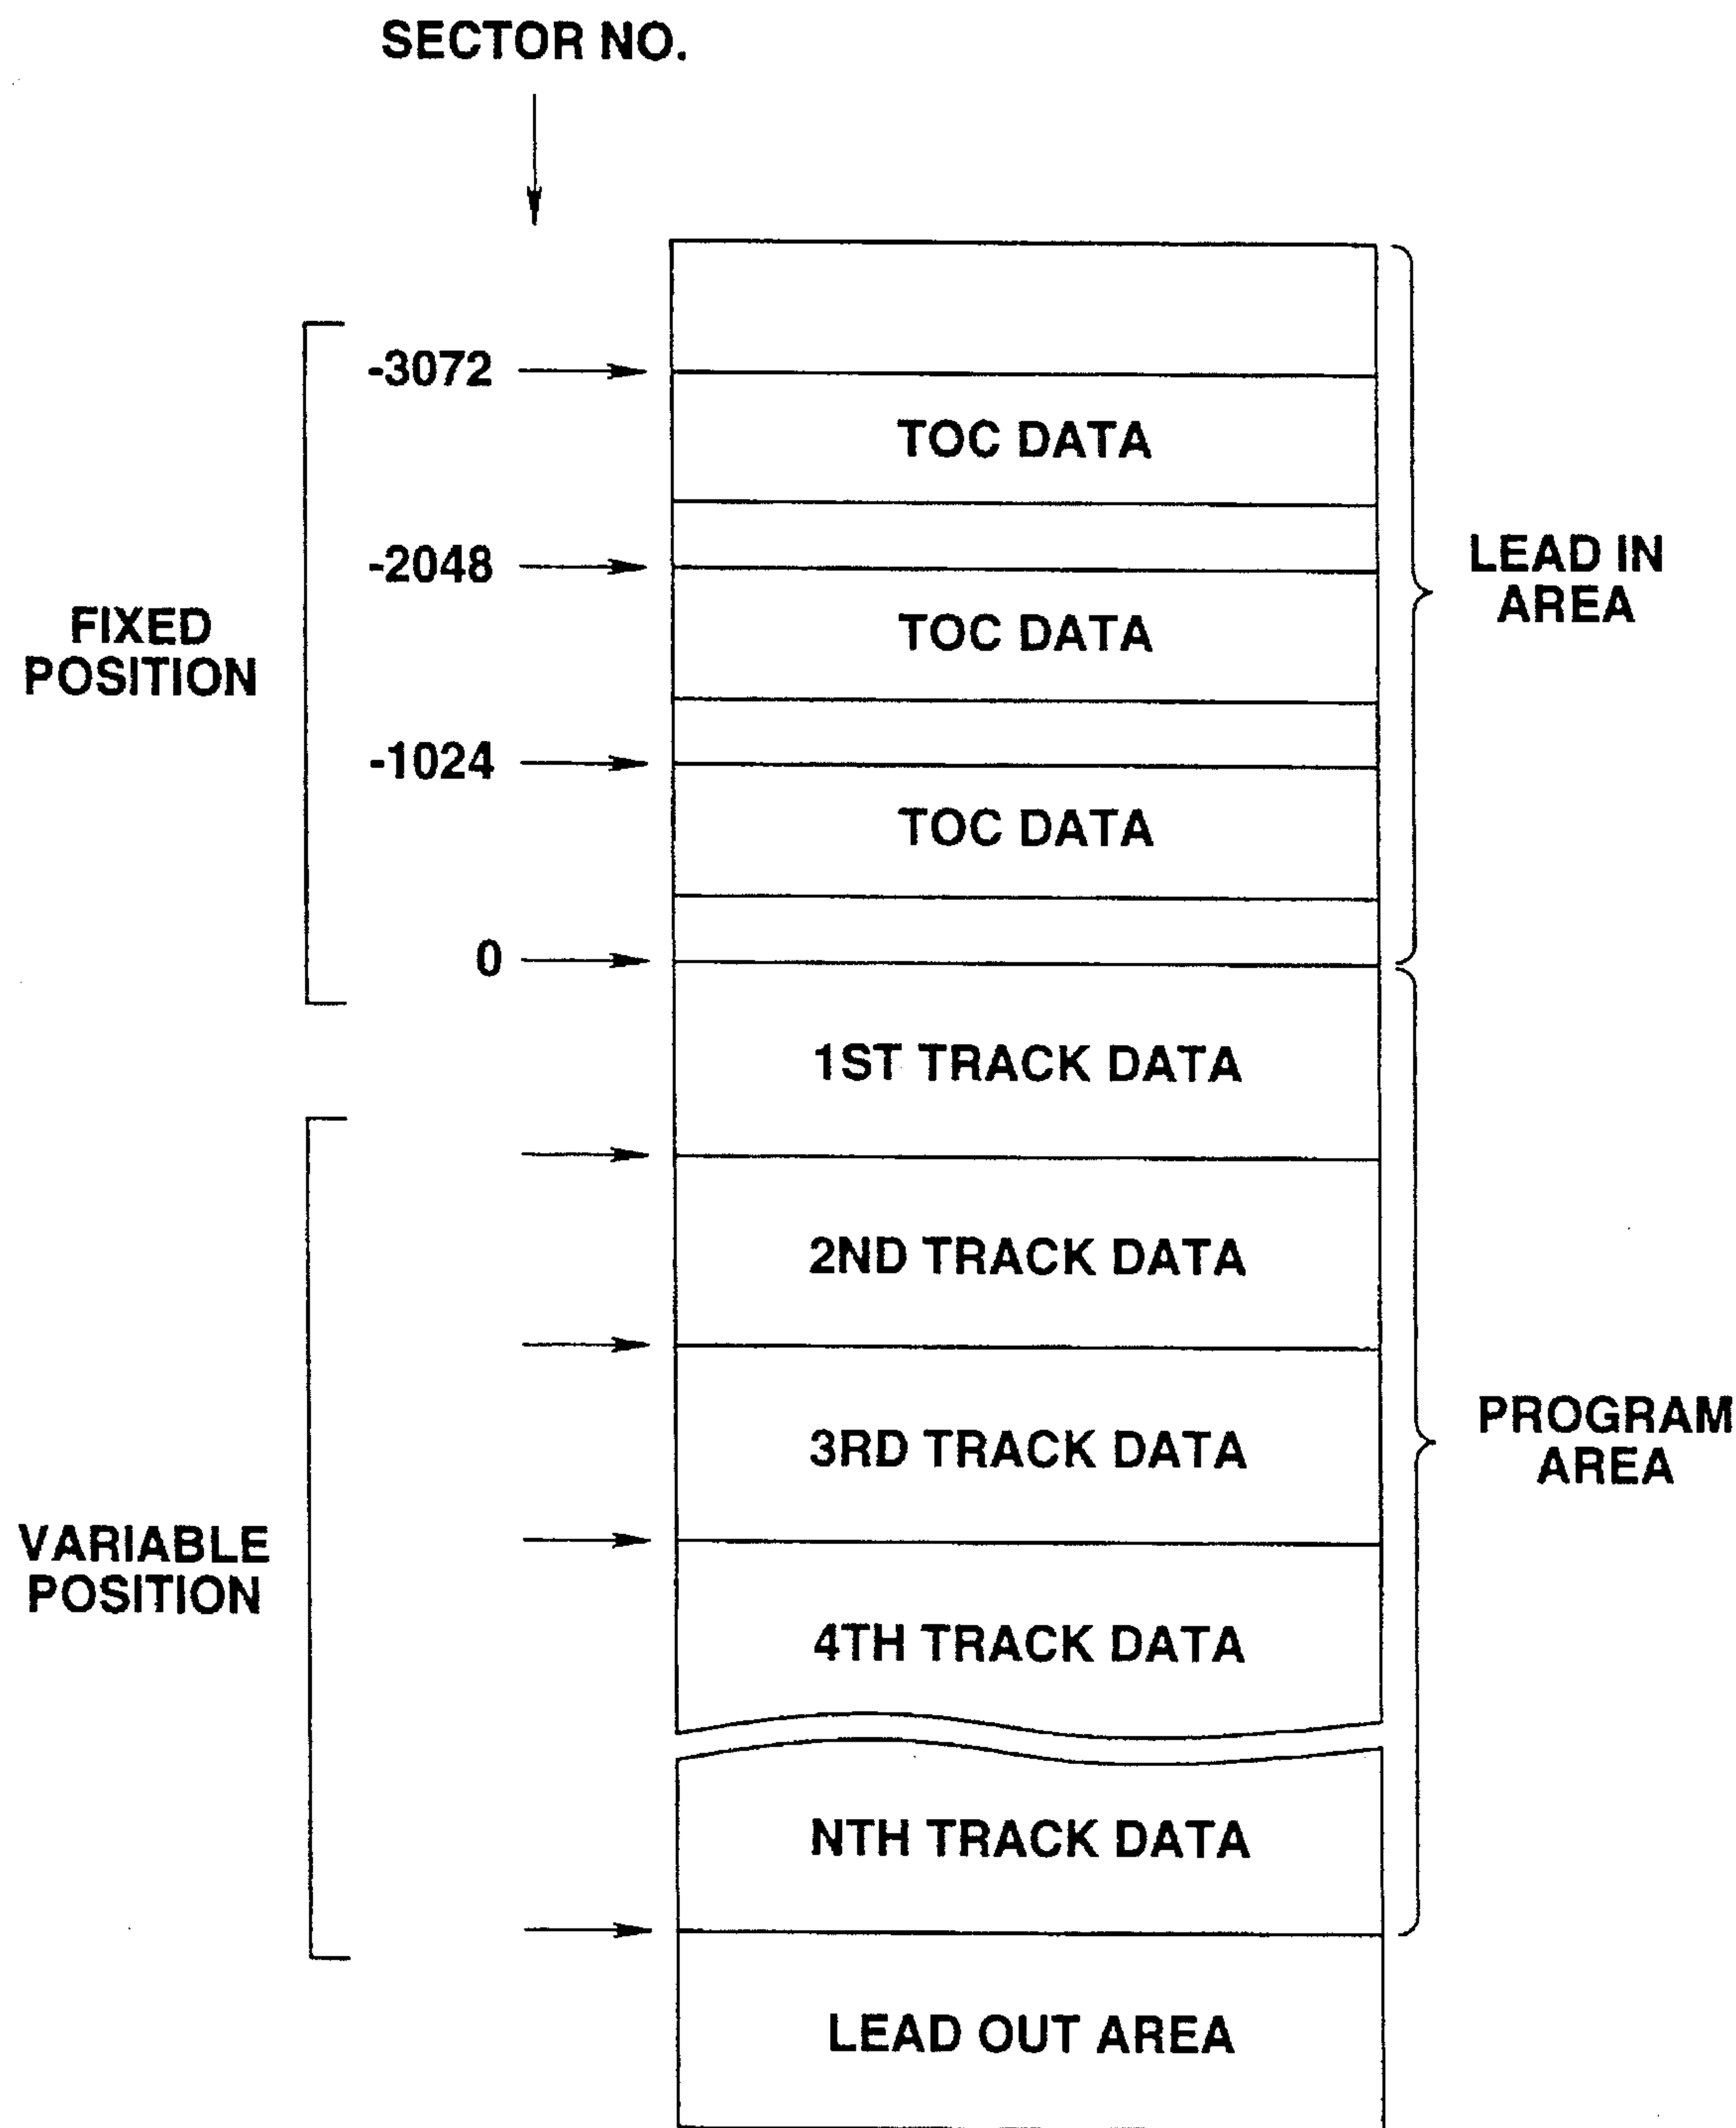 SECTOR NO.
-3072
TOC DATA
-2048
TOC DATA
LEAD IN
AREA
FIXED
POSITION
-1024
TOC DATA
0
1ST TRACK DATA
2ND TRACK DATA
3RD TRACK DATA
PROGRAM
AREA
VARIABLE
POSITION
4TH TRACK DATA
NTH TRACK DATA
LEAD OUT AREA